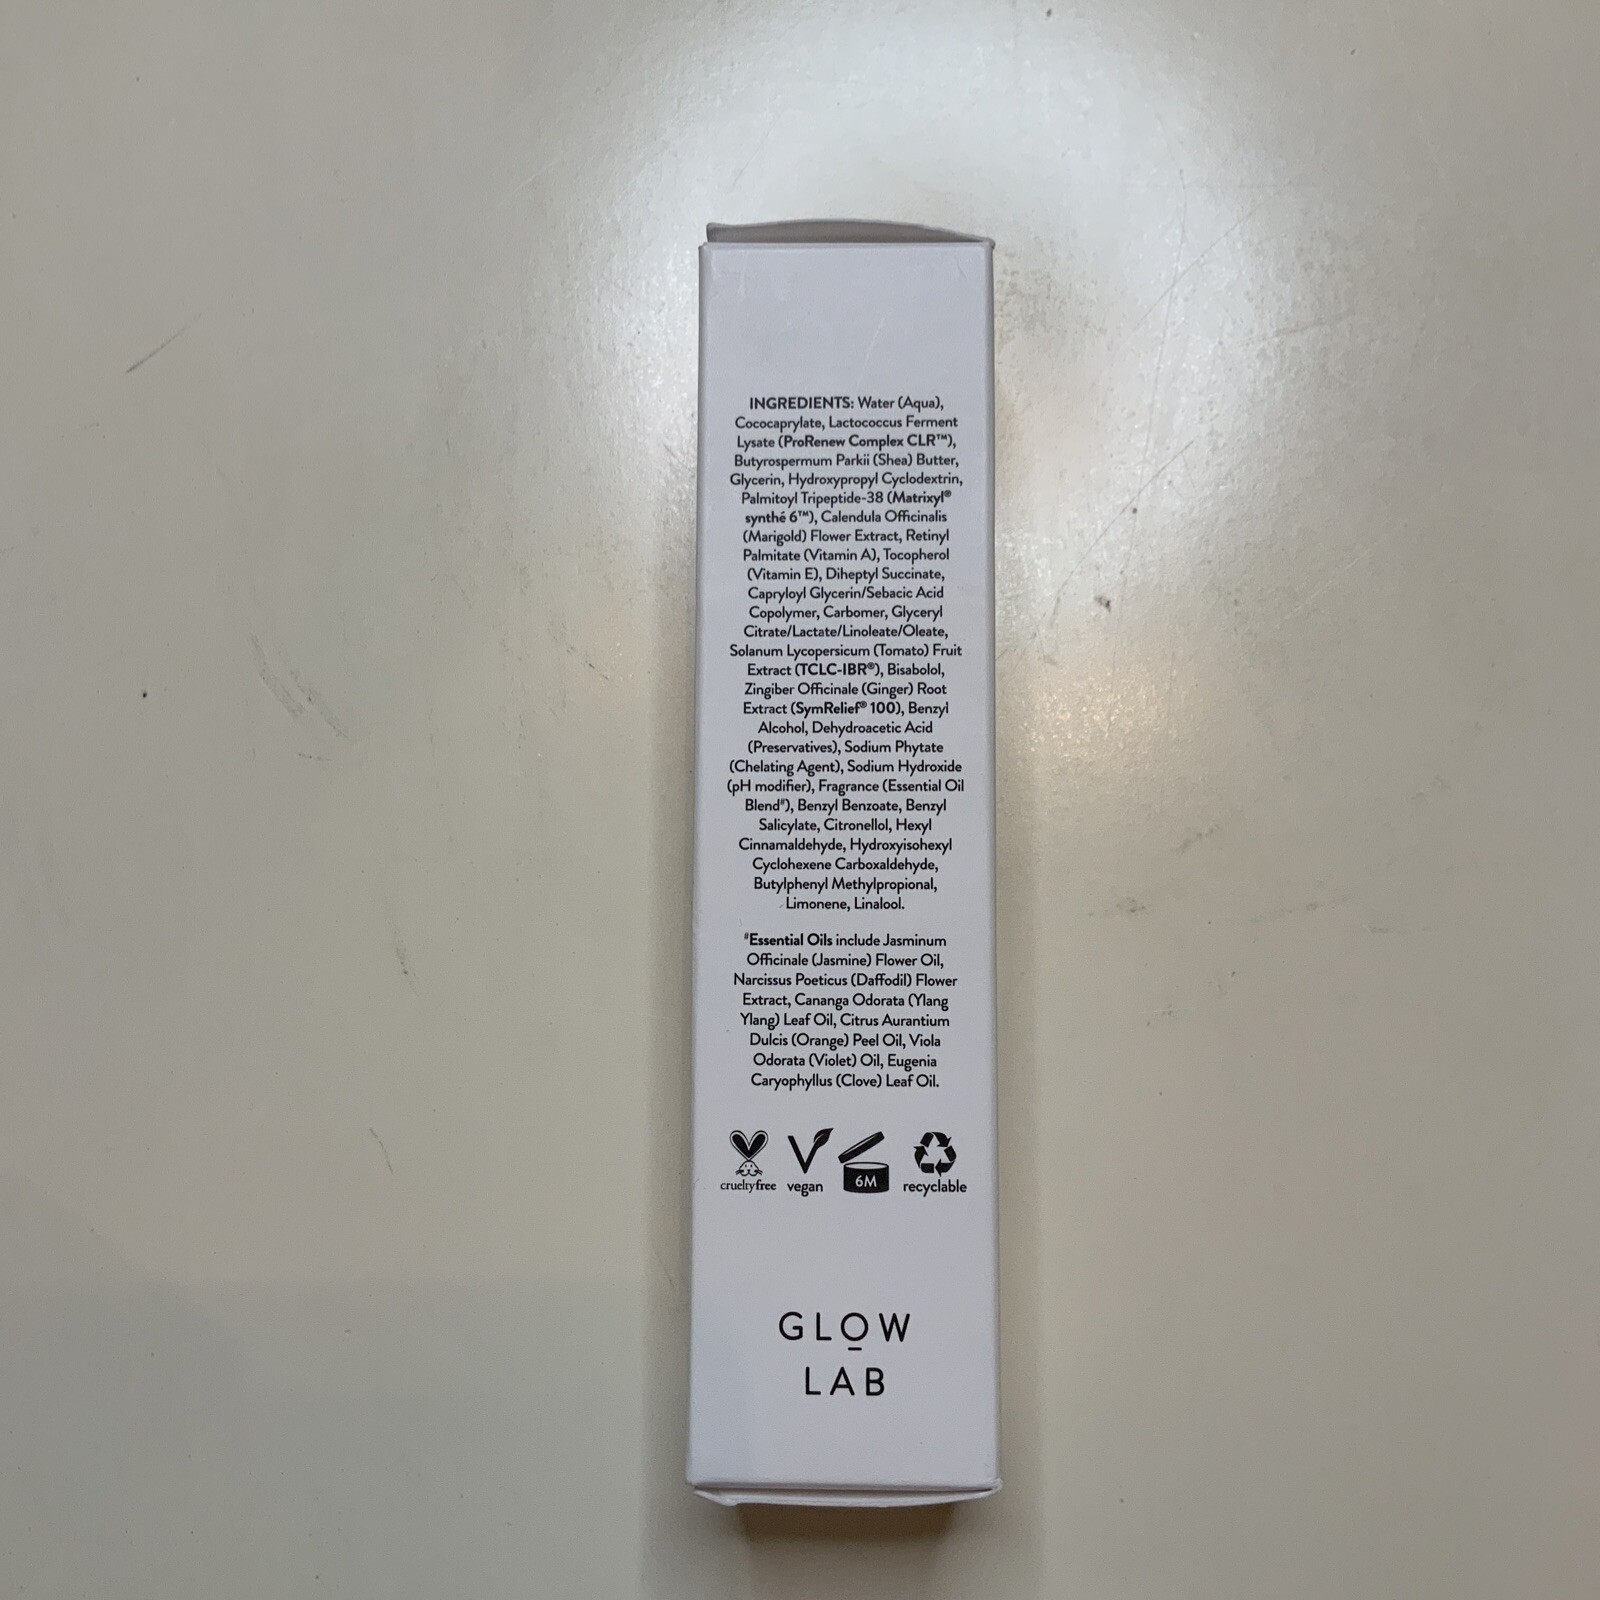 INGREDIENTS: Water (Aqua),
Cococaprylate, Lactococcus Ferment
Lysate (ProRenew Complex CLR™),
Butyrospermum Parkii (Shea) Butter,
Glycerin, Hydroxypropyl Cyclodextrin,
Palmitoyl Tripeptide-38 (Matrixyl®
synthé 6™), Calendula Officinalis
(Marigold) Flower Extract, Retinyl
Palmitate (Vitamin A), Tocopherol
(Vitamin E), Diheptyl Succinate,
Capryloyl Glycerin/Sebacic Acid
Copolymer, Carbomer, Glyceryl
Citrate/Lactate/Linoleate/Oleate,
Solanum Lycopersicum (Tomato) Fruit
Extract (TCLC-IBR®), Bisabolol,
Zingiber Officinale (Ginger) Root
Extract (SymRelief® 100), Benzyl
Alcohol, Dehydroacetic Acid
(Preservatives), Sodium Phytate
(Chelating Agent), Sodium Hydroxide
(pH modifier), Fragrance (Essential Oil
Blend#), Benzyl Benzoate, Benzyl
Salicylate, Citronellol, Hexyl
Cinnamaldehyde, Hydroxyisohexyl
Cyclohexene Carboxaldehyde,
Butylphenyl Methylpropional,
Limonene, Linalool.
#Essential Oils include Jasminum
Officinale (Jasmine) Flower Oil,
Narcissus Poeticus (Daffodil) Flower
Extract, Cananga Odorata (Ylang
Ylang) Leaf Oil, Citrus Aurantium
Dulcis (Orange) Peel Oil, Viola
Odorata (Violet) Oil, Eugenia
Caryophyllus (Clove) Leaf Oil.
6M
crueltyfree vegan recyclable
GLOW
LAB